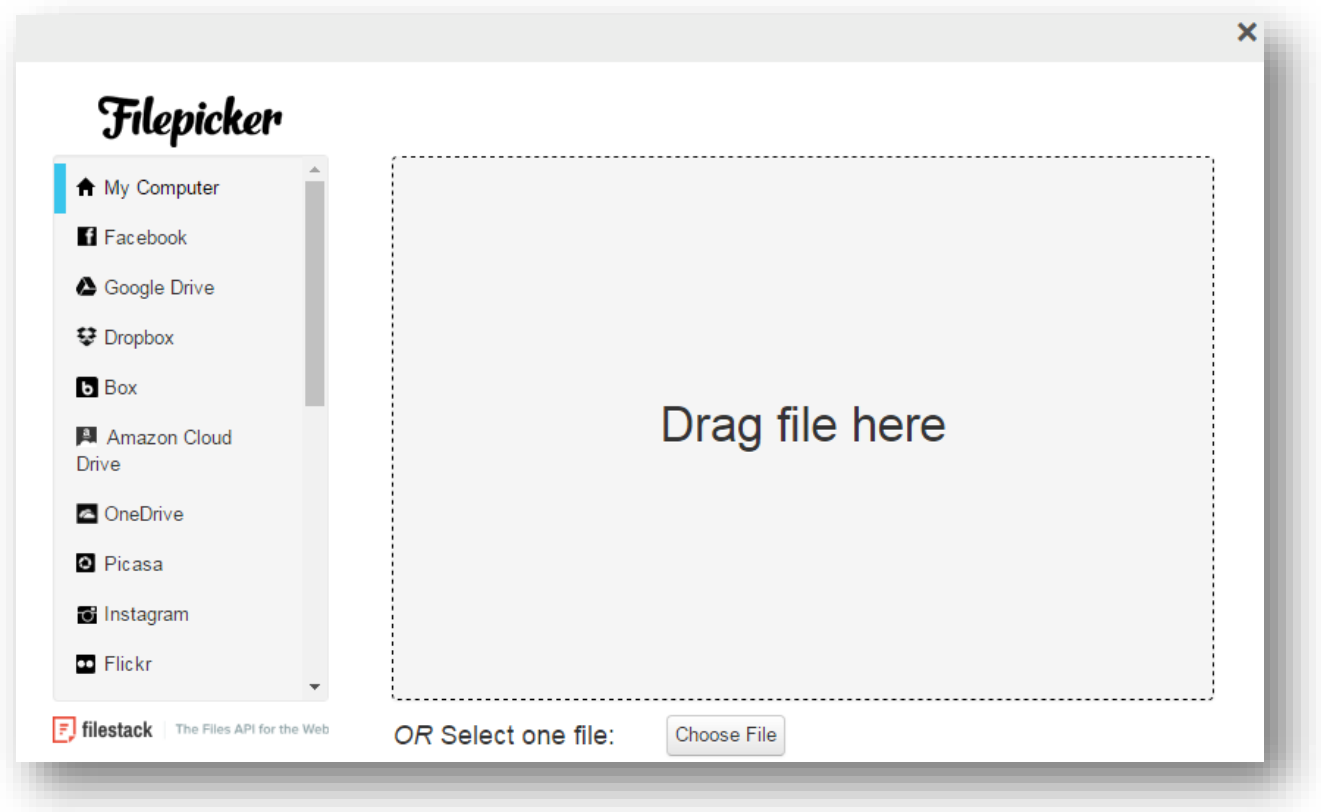 Filepicker
My Computer
Facebook
Google Drive
Dropbox
Box
Amazon Cloud
Drive
OneDrive
Picasa
Instagram
Flickr
filestack The Files API for the Web
Drag file here
OR Select one file: Choose File